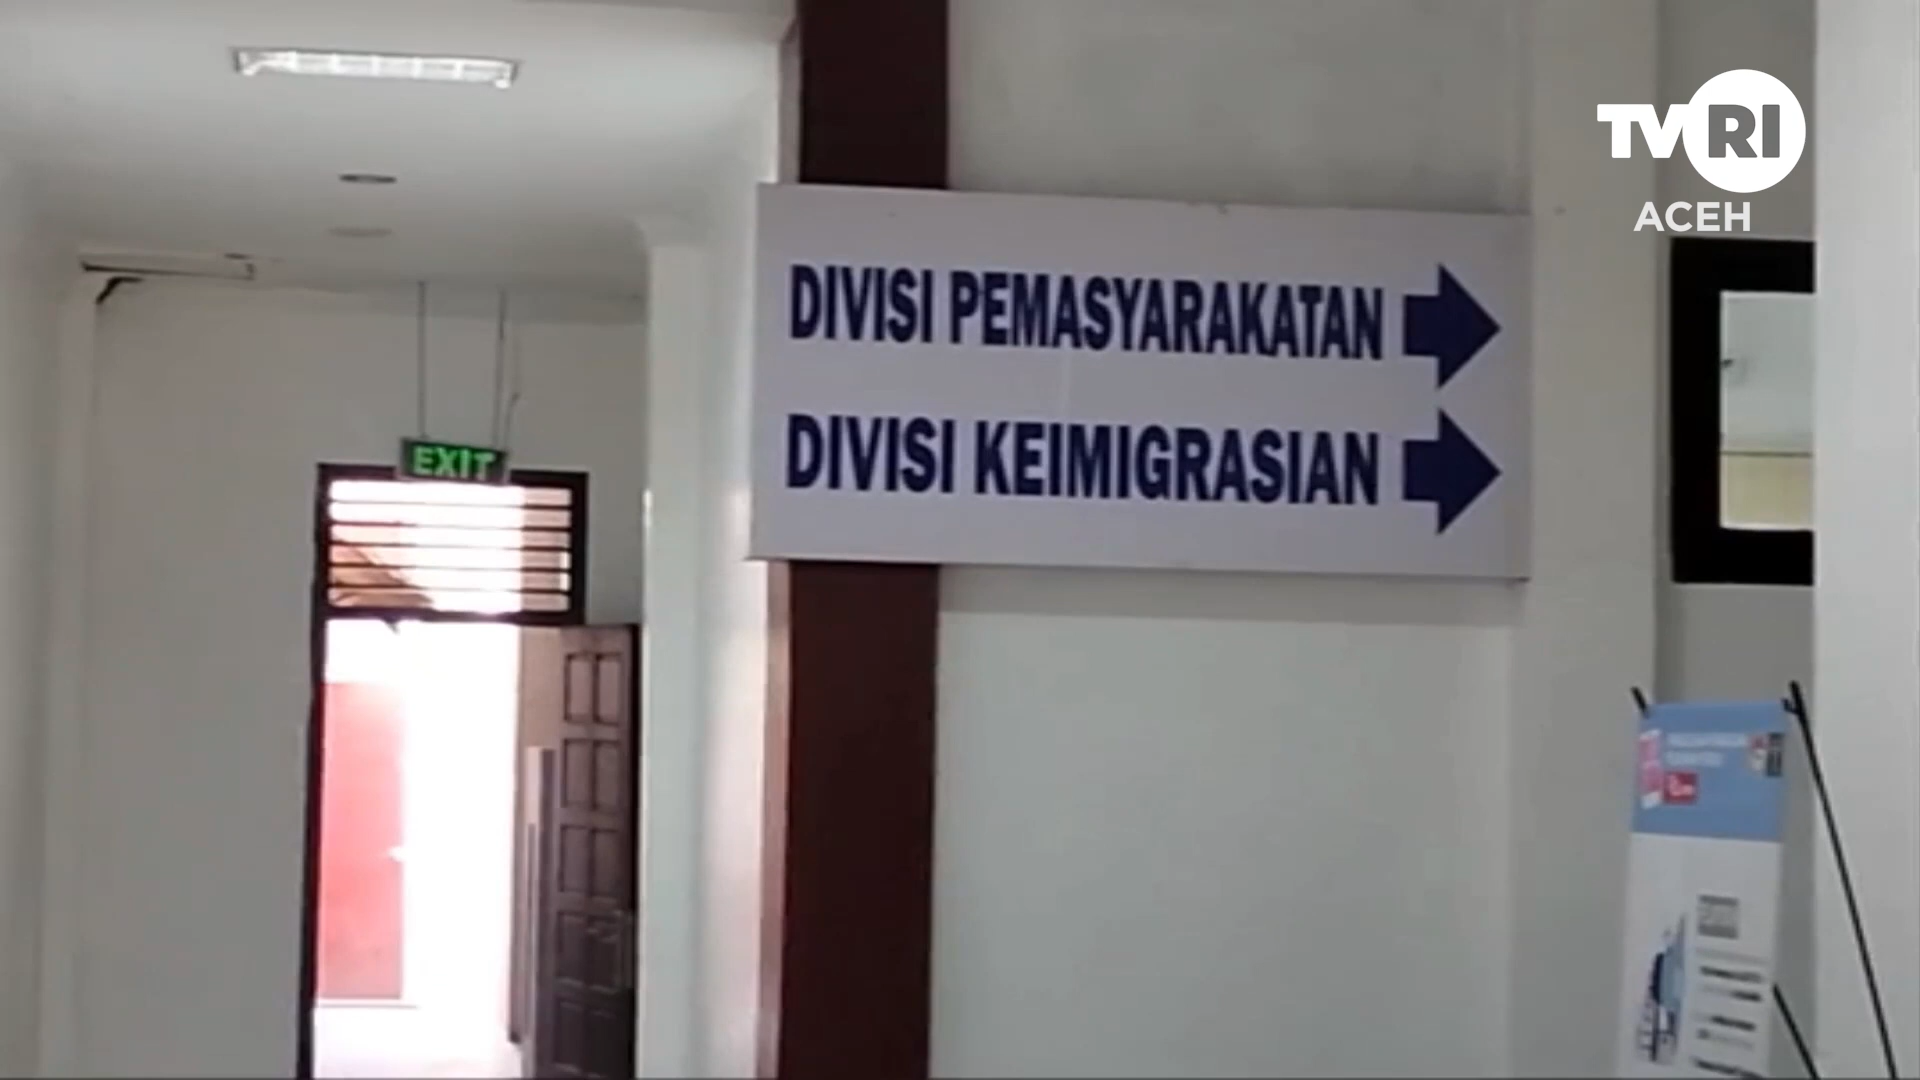 TVRI
ACEH
DIVISI PEMASYARAKATAN
DIVISI KEIMIGRASIAN
EXIT